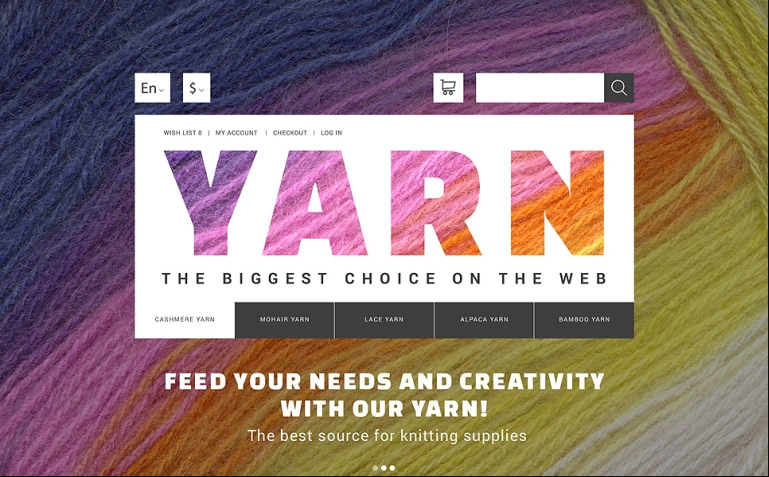 En $
WISH LIST 0 | MY ACCOUNT | CHECKOUT | LOG IN
YARN
THE BIGGEST CHOICE ON THE WEB
CASHMERE YARN MOHAIR YARN LACE YARN ALPACA YARN BAMBOO YARN
FEED YOUR NEEDS AND CREATIVITY
WITH OUR YARN!
The best source for knitting supplies